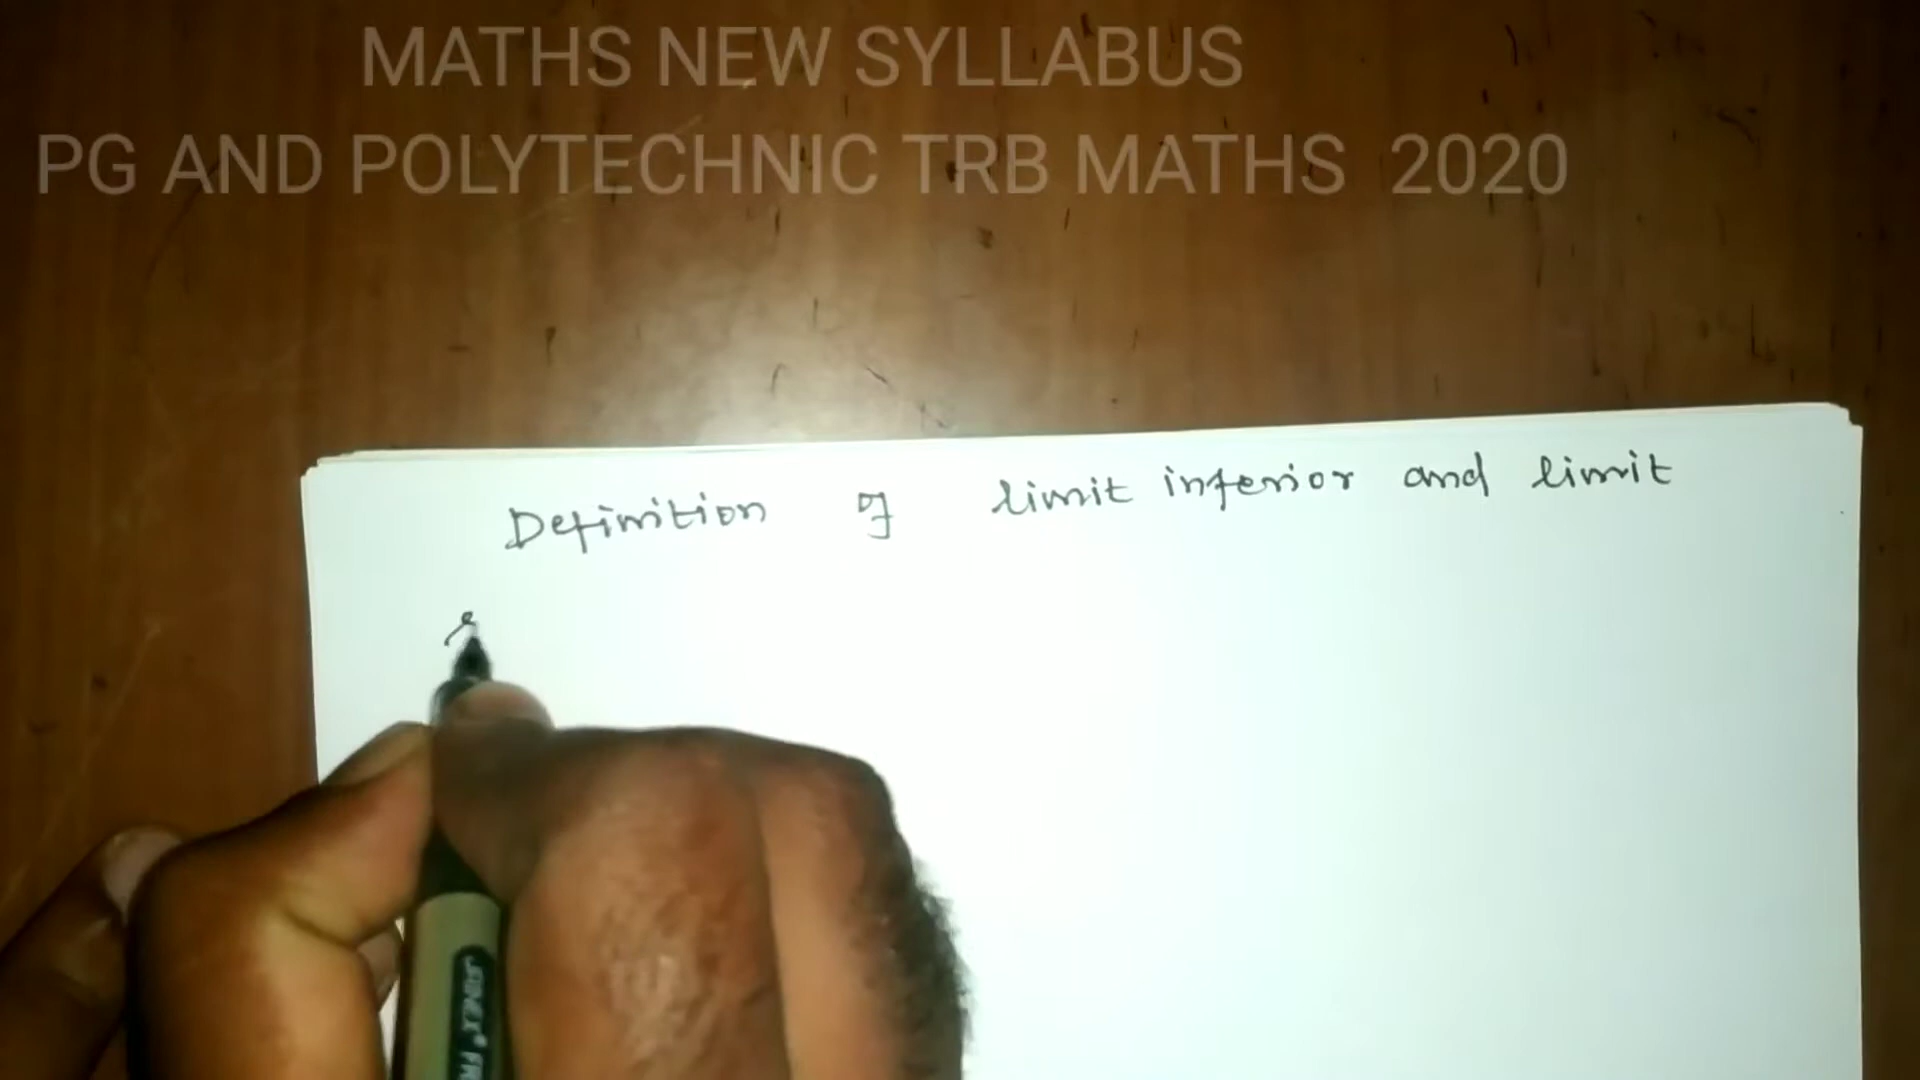 MATHS NEW SYLLABUS
PG AND POLYTECHNIC TRB MATHS 2020
Definition of limit inferior and limit
s